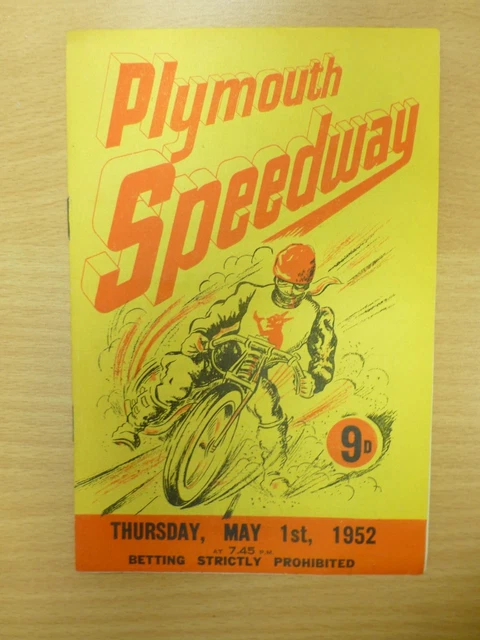 Plymouth
Speedway
9D
THURSDAY, MAY 1st, 1952
AT 7.45 P.M.
BETTING STRICTLY PROHIBITED